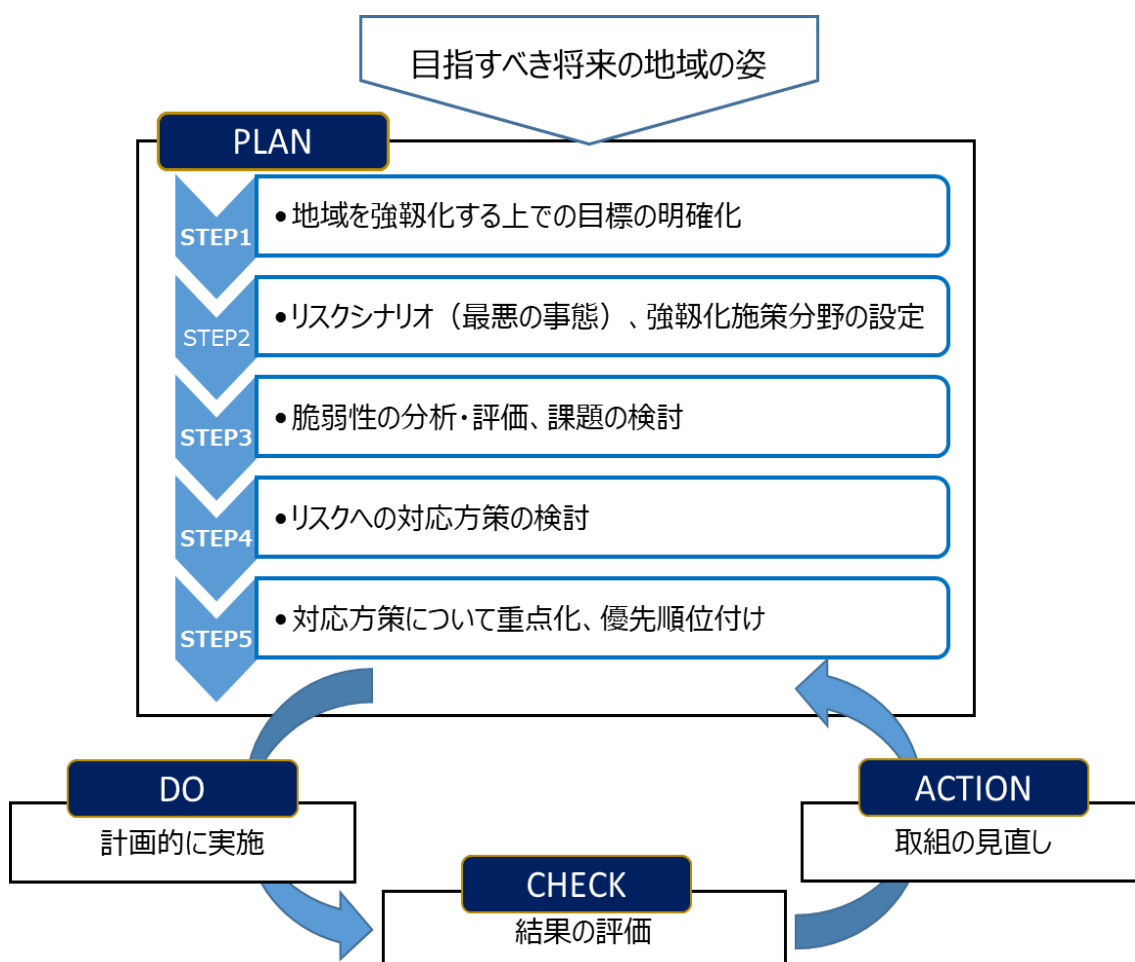 目指すべき将来の地域の姿
PLAN
STEP1
•地域を強靱化する上での目標の明確化
STEP2
•リスクシナリオ（最悪の事態）、強靱化施策分野の設定
STEP3
•脆弱性の分析・評価、課題の検討
STEP4
•リスクへの対応方策の検討
STEP5
•対応方策について重点化、優先順位付け
DO
計画的に実施
CHECK
結果の評価
ACTION
取組の見直し